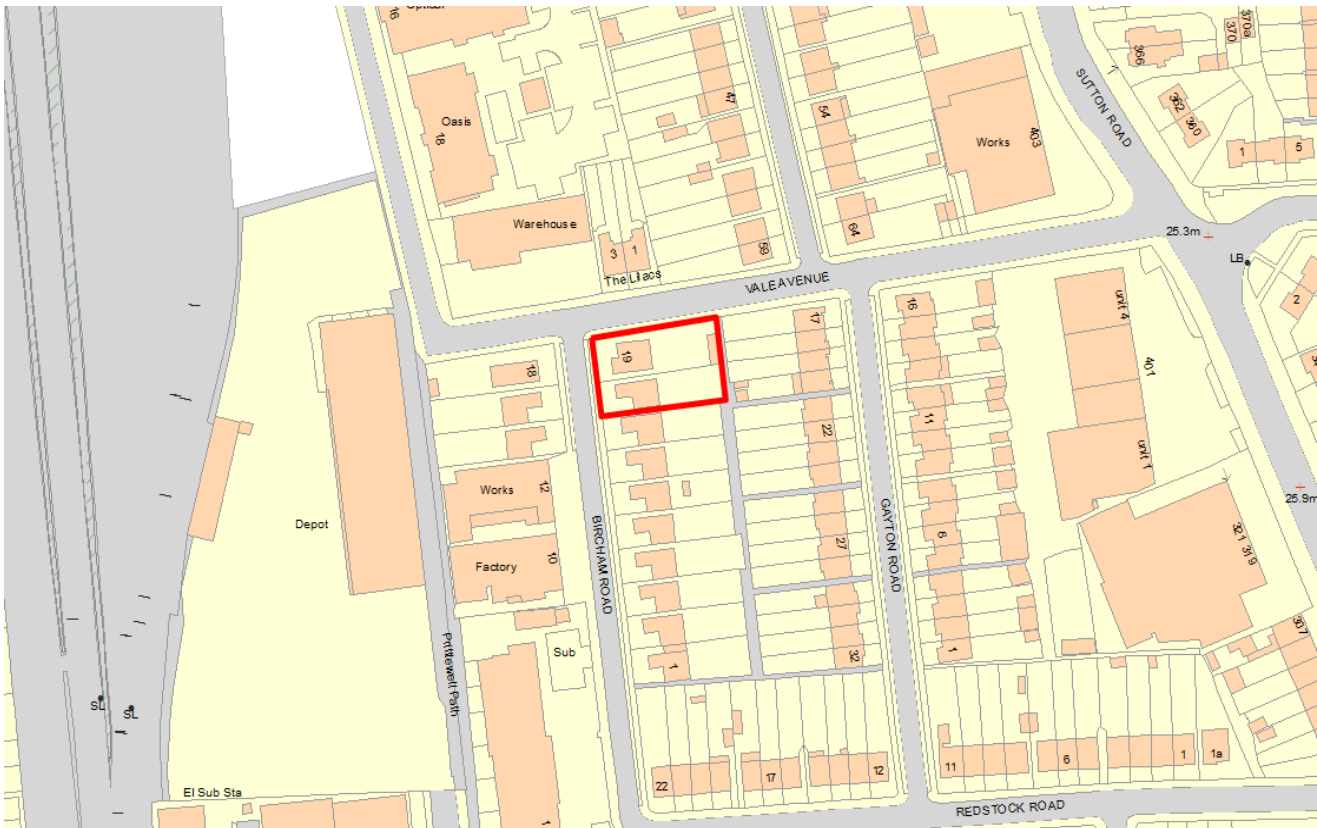 16
Optical
370
370a
366
SUTTON ROAD
47
362
360
54
Oasis
18
Works
403
1
5
Warehouse
64
3
1
59
25.3m
LB
The Lilacs
VALE AVENUE
2
16
unit 4
17
19
401
18
11
22
unit 1
Works
12
25.9m
GAYTON ROAD
Depot
BIRCHAM ROAD
321
319
27
6
Factory
10
307
Sub
1
32
1
Prittlewell Path
SL
SL
11
6
1
1a
22
17
12
El Sub Sta
REDSTOCK ROAD
1